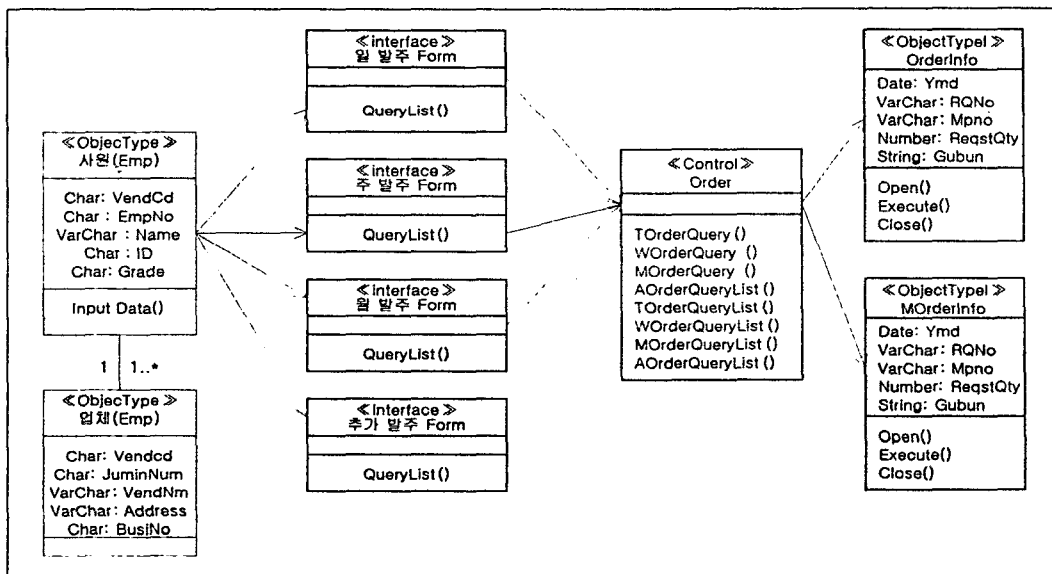 ≪ObjecType≫
사원(Emp)
Char: VendCd
Char : EmpNo
VarChar : Name
Char : ID
Char: Grade
Input Data()
1
1..*
≪ObjecType≫
업체(Emp)
Char: Vendcd
Char: JuminNum
VarChar: VendNm
VarChar: Address
Char: BusiNo
≪interface≫
일 발주 Form
QueryList()
≪interface≫
주 발주 Form
QueryList()
≪interface≫
월 발주 Form
QueryList()
≪interface≫
추가 발주 Form
QueryList()
≪Control≫
Order
TOrderQuery()
WOrderQuery ()
MOrderQuery ()
AOrderQueryList()
TOrderQueryList()
WOrderQueryList()
MOrderQueryList()
AOrderQueryList()
≪ObjectTypel≫
OrderInfo
Date: Ymd
VarChar: RQNo
VarChar: Mpno
Number: ReqstQty
String: Gubun
Open()
Execute()
Close()
≪ObjectTypel≫
MOrderInfo
Date: Ymd
VarChar: RQNo
VarChar: Mpno
Number: ReqstQty
String: Gubun
Open()
Execute()
Close()